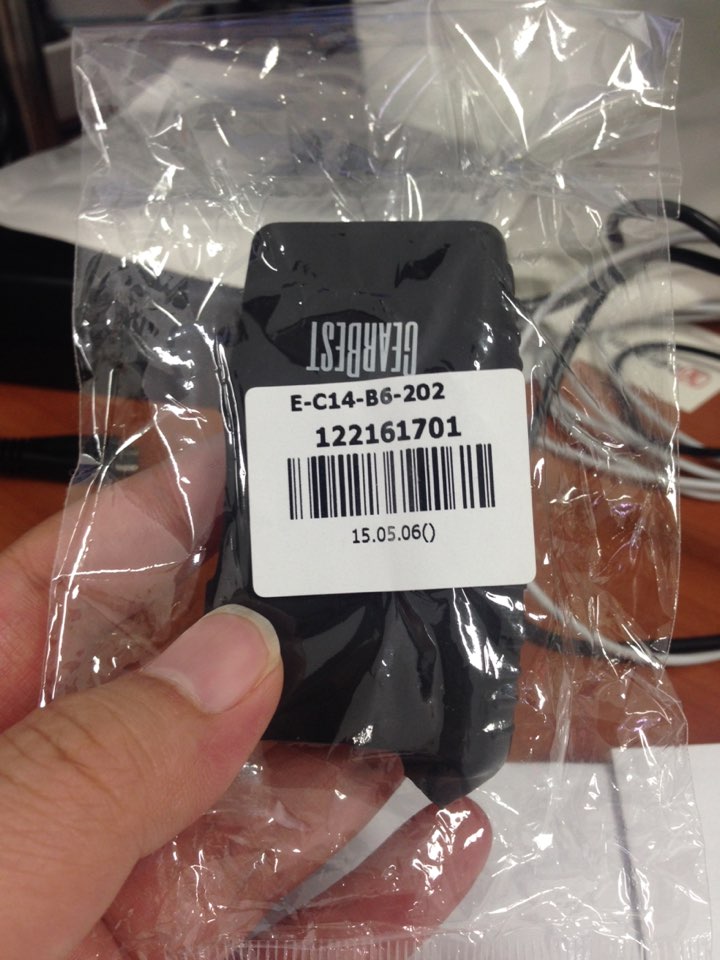 GEARBEST
E-C14-B6-202
122161701
15.05.06()